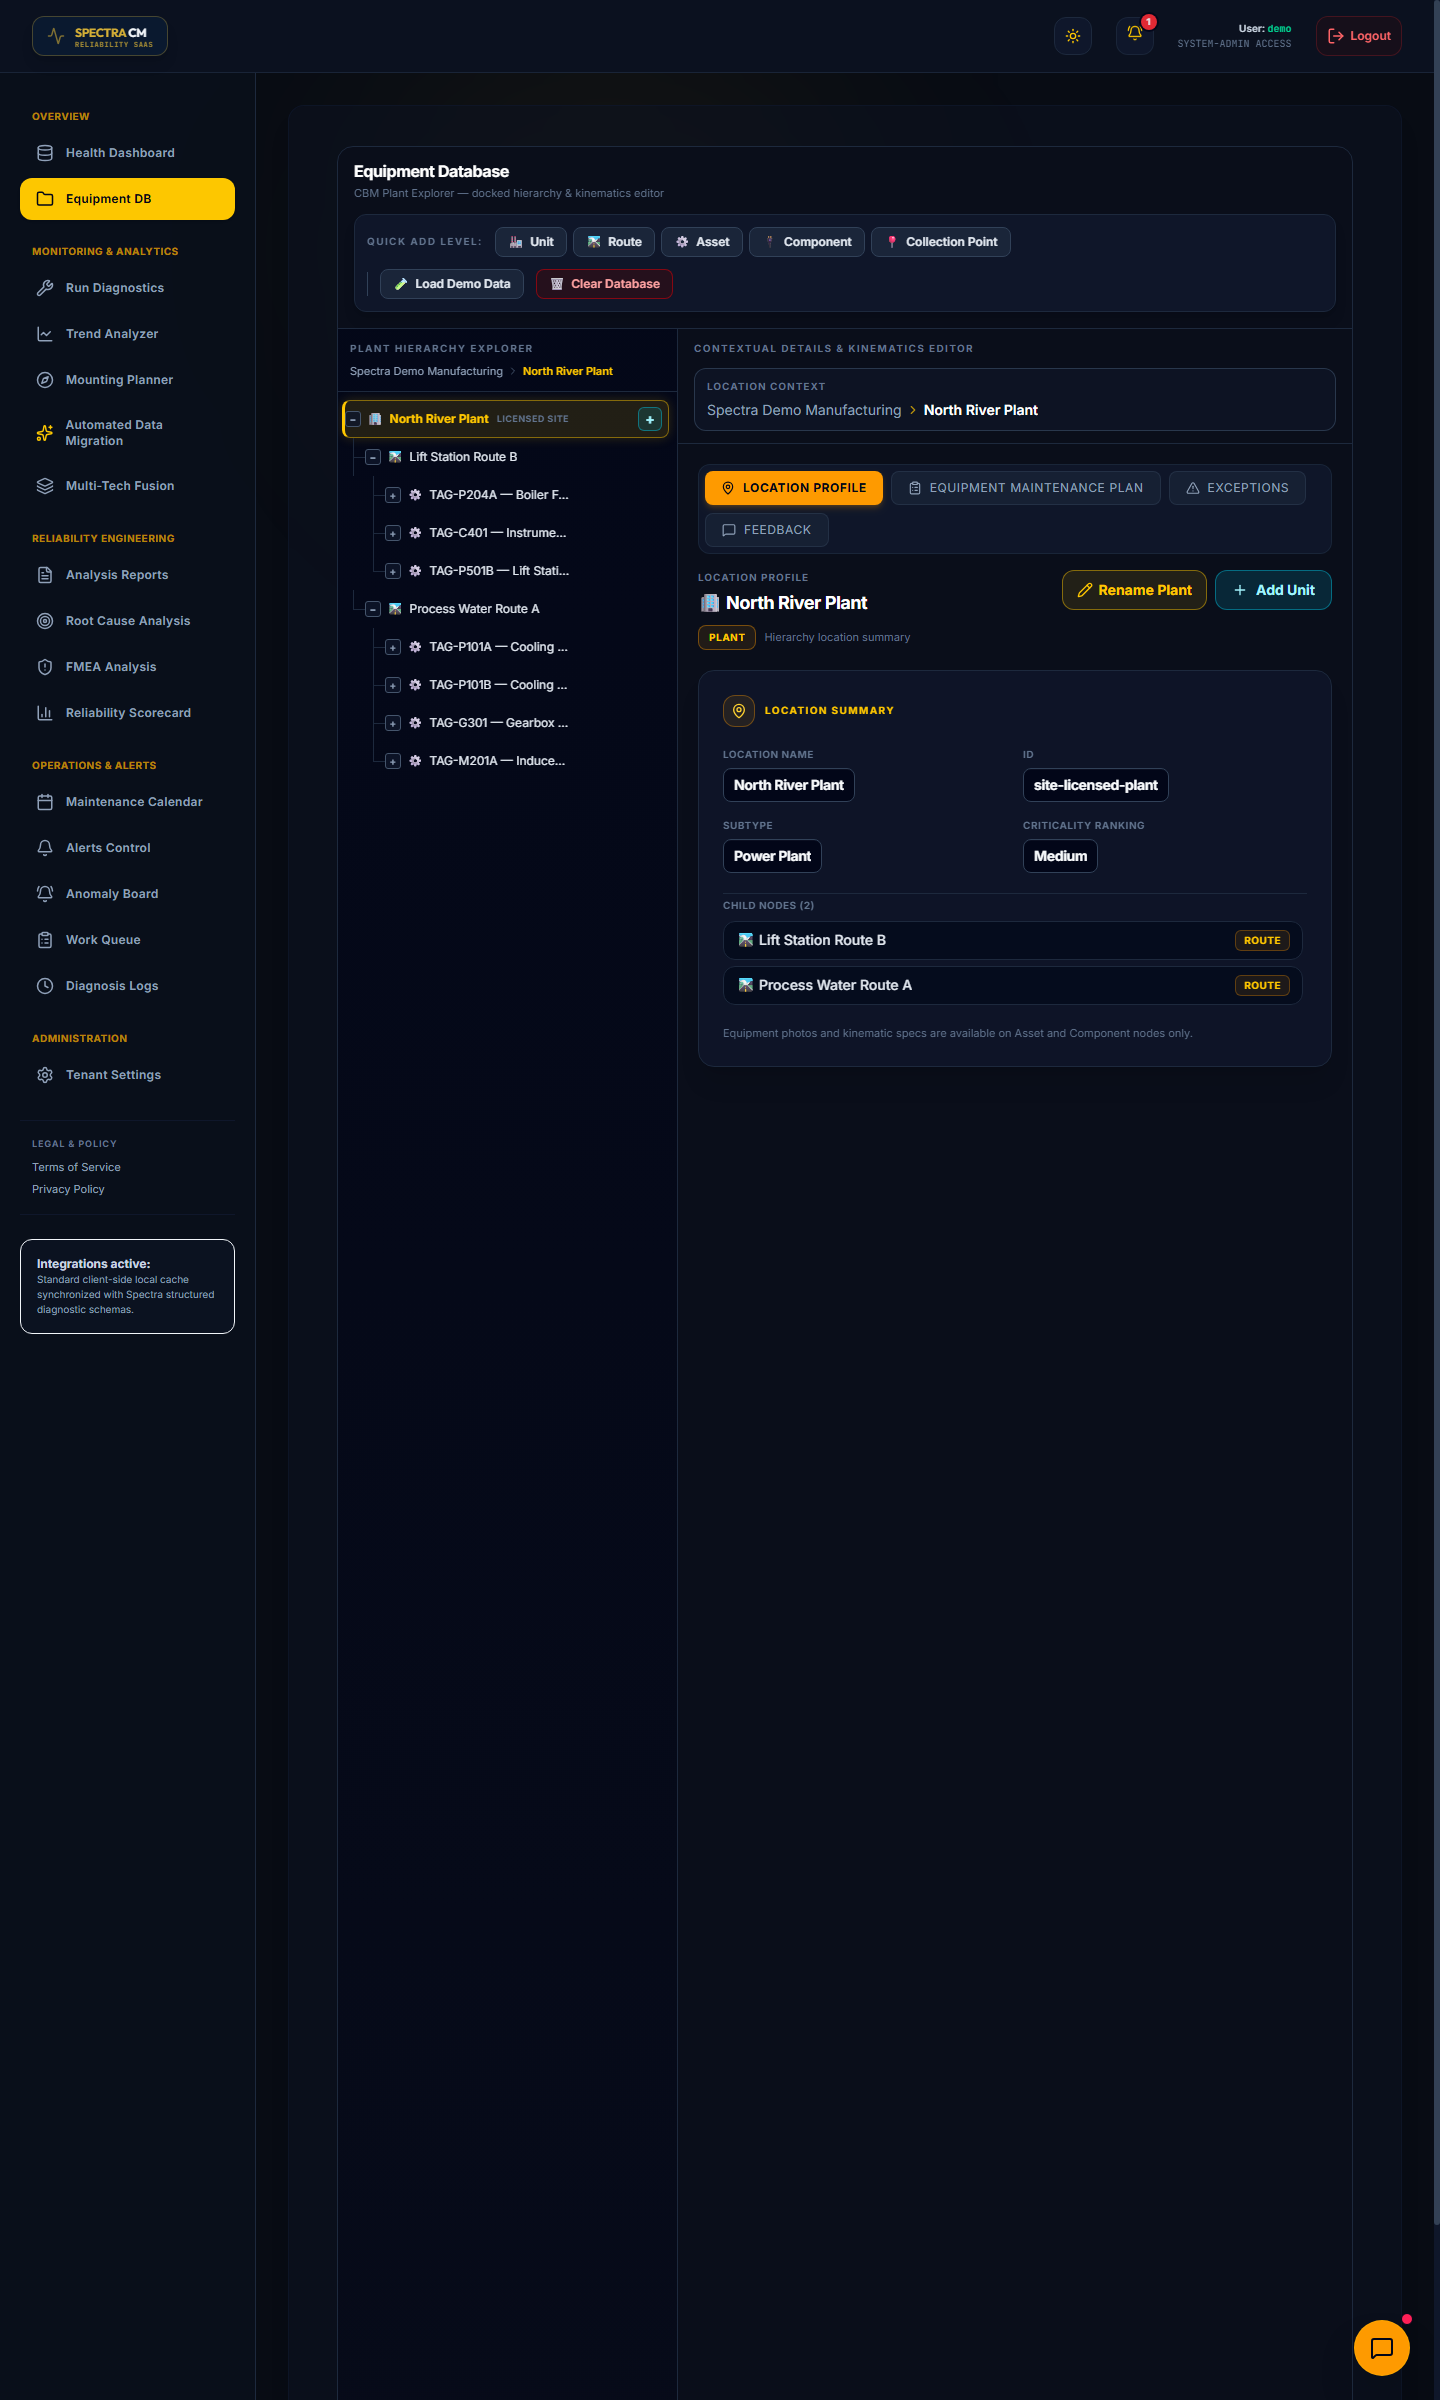 SPECTRA CM
RELIABILITY SAAS
1
User: demo
SYSTEM-ADMIN ACCESS
Logout
OVERVIEW
Health Dashboard
Equipment DB
MONITORING & ANALYTICS
Run Diagnostics
Trend Analyzer
Mounting Planner
Automated Data
Migration
Multi-Tech Fusion
RELIABILITY ENGINEERING
Analysis Reports
Root Cause Analysis
FMEA Analysis
Reliability Scorecard
OPERATIONS & ALERTS
Maintenance Calendar
Alerts Control
Anomaly Board
Work Queue
Diagnosis Logs
ADMINISTRATION
Tenant Settings
LEGAL & POLICY
Terms of Service
Privacy Policy
Integrations active:
Standard client-side local cache
synchronized with Spectra structured
diagnostic schemas.
Equipment Database
CBM Plant Explorer — docked hierarchy & kinematics editor
QUICK ADD LEVEL:
Unit
Route
Asset
Component
Collection Point
Load Demo Data
Clear Database
PLANT HIERARCHY EXPLORER
Spectra Demo Manufacturing > North River Plant
North River Plant LICENSED SITE
Lift Station Route B
TAG-P204A — Boiler F...
TAG-C401 — Instrume...
TAG-P501B — Lift Stati...
Process Water Route A
TAG-P101A — Cooling ...
TAG-P101B — Cooling ...
TAG-G301 — Gearbox ...
TAG-M201A — Induce...
CONTEXTUAL DETAILS & KINEMATICS EDITOR
LOCATION CONTEXT
Spectra Demo Manufacturing > North River Plant
LOCATION PROFILE
EQUIPMENT MAINTENANCE PLAN
EXCEPTIONS
FEEDBACK
LOCATION PROFILE
North River Plant
Rename Plant
+ Add Unit
PLANT
Hierarchy location summary
LOCATION SUMMARY
LOCATION NAME
North River Plant
ID
site-licensed-plant
SUBTYPE
Power Plant
CRITICALITY RANKING
Medium
CHILD NODES (2)
Lift Station Route B
ROUTE
Process Water Route A
ROUTE
Equipment photos and kinematic specs are available on Asset and Component nodes only.